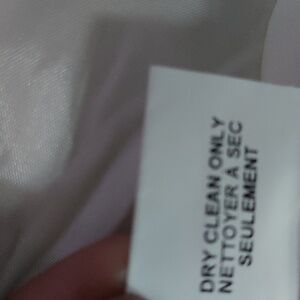 DRY CLEAN ONLY
NETTOYER À SEC
SEULEMENT